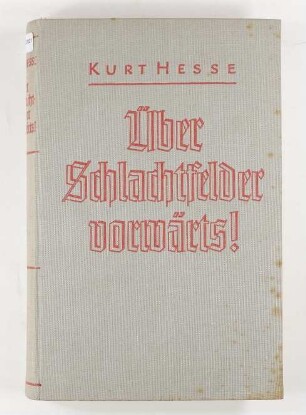 KURT HESSE
Über
Schlachtfelder
vorwärts!